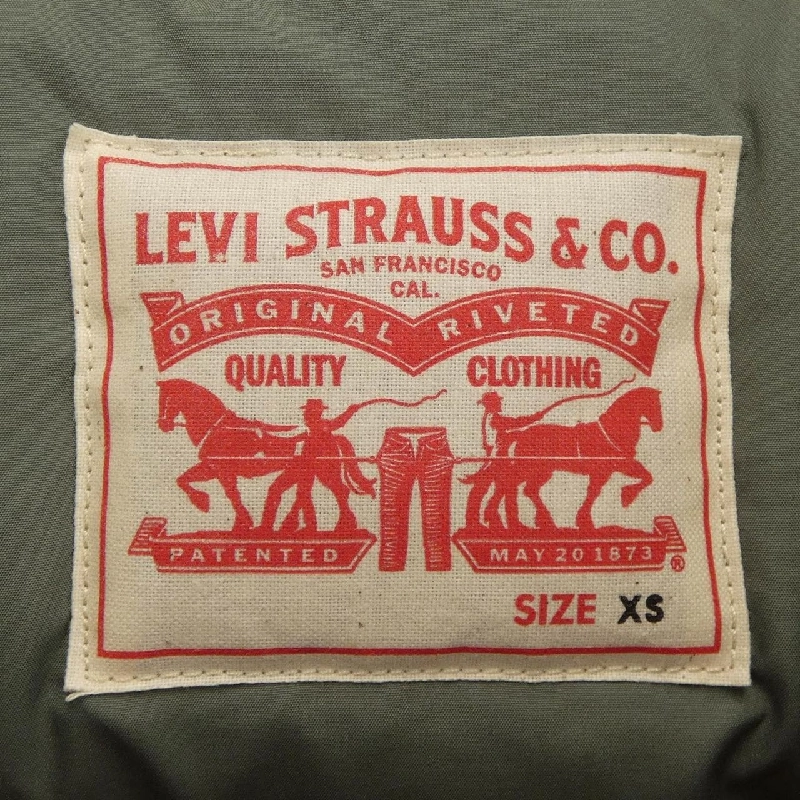 LEVI STRAUSS & CO.
SAN FRANCISCO
CAL.
ORIGINAL RIVETED
QUALITY CLOTHING
PATENTED MAY 20 1873 ®
SIZE XS